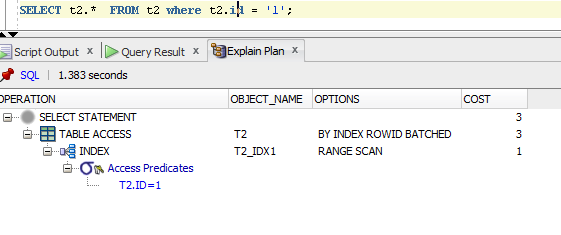 SELECT t2.* FROM t2 where t2.id = '1';
Script Output × Query Result × Explain Plan ×
SQL | 1.383 seconds
OPERATION OBJECT_NAME OPTIONS COST
SELECT STATEMENT 3
TABLE ACCESS T2 BY INDEX ROWID BATCHED 3
INDEX T2_IDX1 RANGE SCAN 1
Access Predicates
T2.ID=1